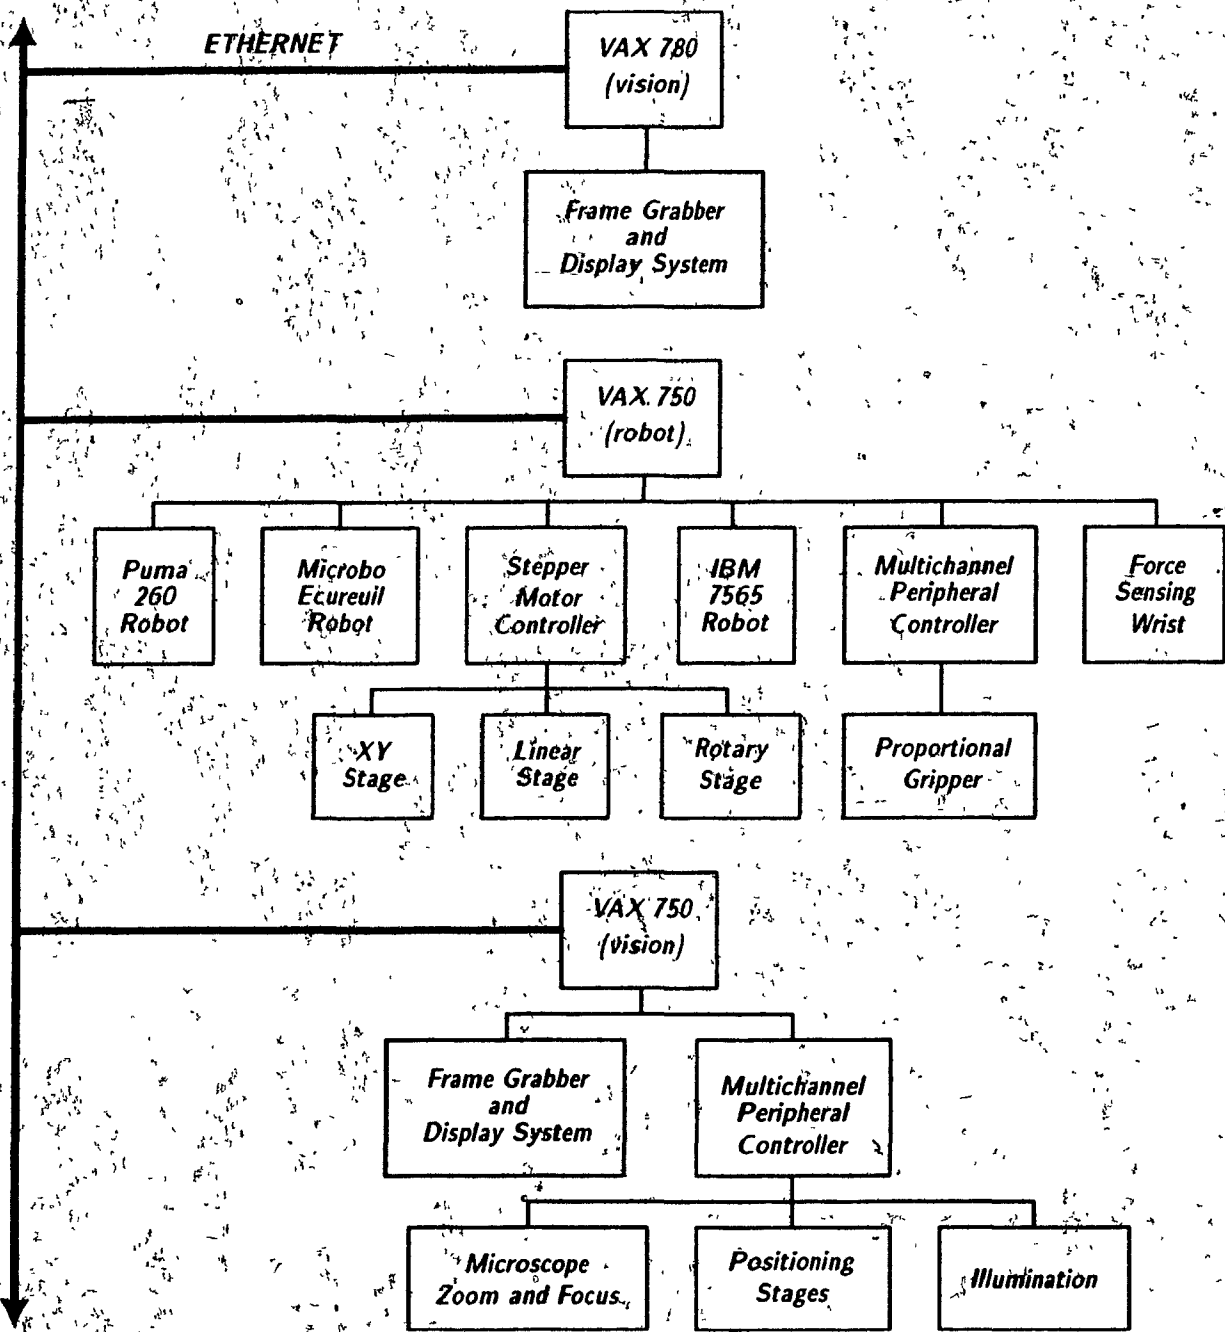 ETHERNET
VAX 780
(vision)
Frame Grabber
and
Display System
VAX 750
(robot)
Puma
260
Robot
Microbo
Ecureuil
Robot
Stepper
Motor
Controller
IBM
7565
Robot
Multichannel
Peripheral
Controller
Force
Sensing
Wrist
XY
Stage
Linear
Stage
Rotary
Stage
Proportional
Gripper
VAX 750
(vision)
Frame Grabber
and
Display System
Multichannel
Peripheral
Controller
Microscope
Zoom and Focus
Positioning
Stages
Illumination